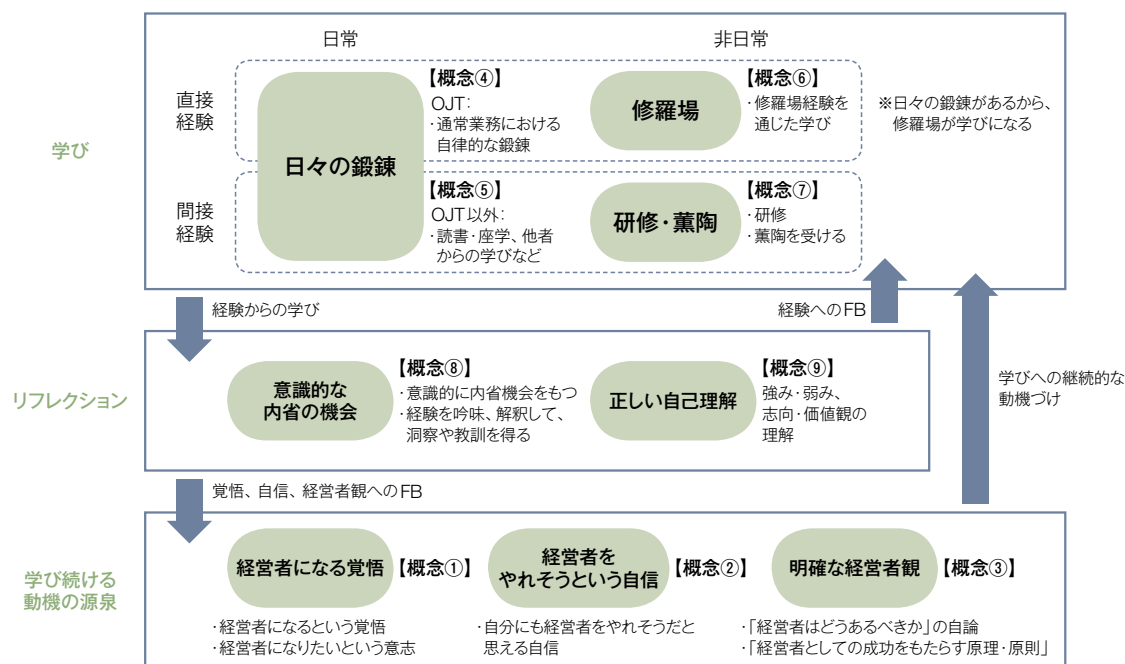 日常
非日常
学び
直接
経験
日々の鍛錬
【概念④】
OJT：
・通常業務における
自律的な鍛錬
修羅場
【概念⑥】
・修羅場経験を
通じた学び
※日々の鍛錬があるから、
修羅場が学びになる
間接
経験
【概念⑤】
OJT以外：
・読書・座学、他者
からの学びなど
研修・薫陶
【概念⑦】
・研修
・薫陶を受ける
経験からの学び
経験へのFB
リフレクション
意識的な
内省の機会
【概念⑧】
・意識的に内省機会をもつ
・経験を吟味、解釈して、
洞察や教訓を得る
正しい自己理解
【概念⑨】
強み・弱み、
志向・価値観の
理解
学びへの継続的な
動機づけ
覚悟、自信、経営者観へのFB
学び続ける
動機の源泉
経営者になる覚悟
【概念①】
・経営者になるという覚悟
・経営者になりたいという意志
経営者を
やれそうという自信
【概念②】
・自分にも経営者をやれそうだと
思える自信
明確な経営者観
【概念③】
・「経営者はどうあるべきか」の自論
・「経営者としての成功をもたらす原理・原則」